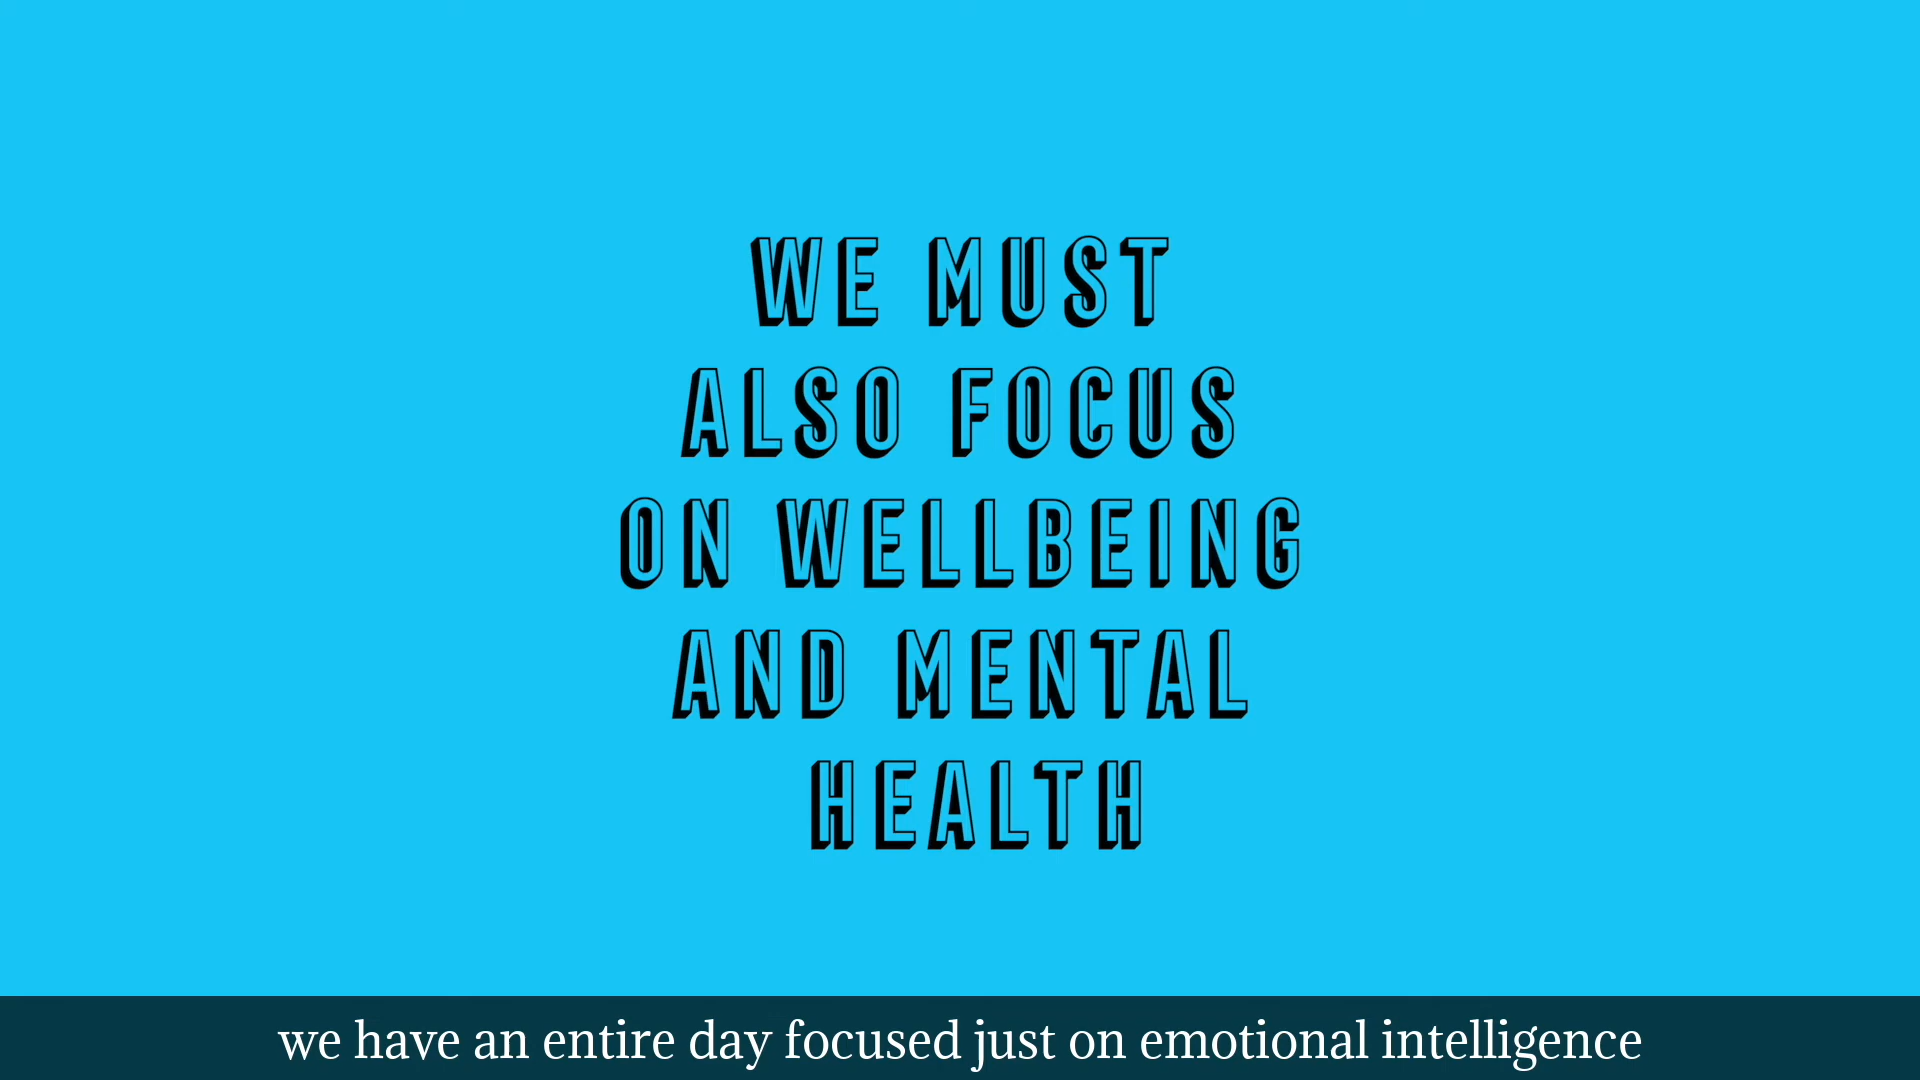 WE MUST
ALSO FOCUS
ON WELLBEING
AND MENTAL
HEALTH
we have an entire day focused just on emotional intelligence